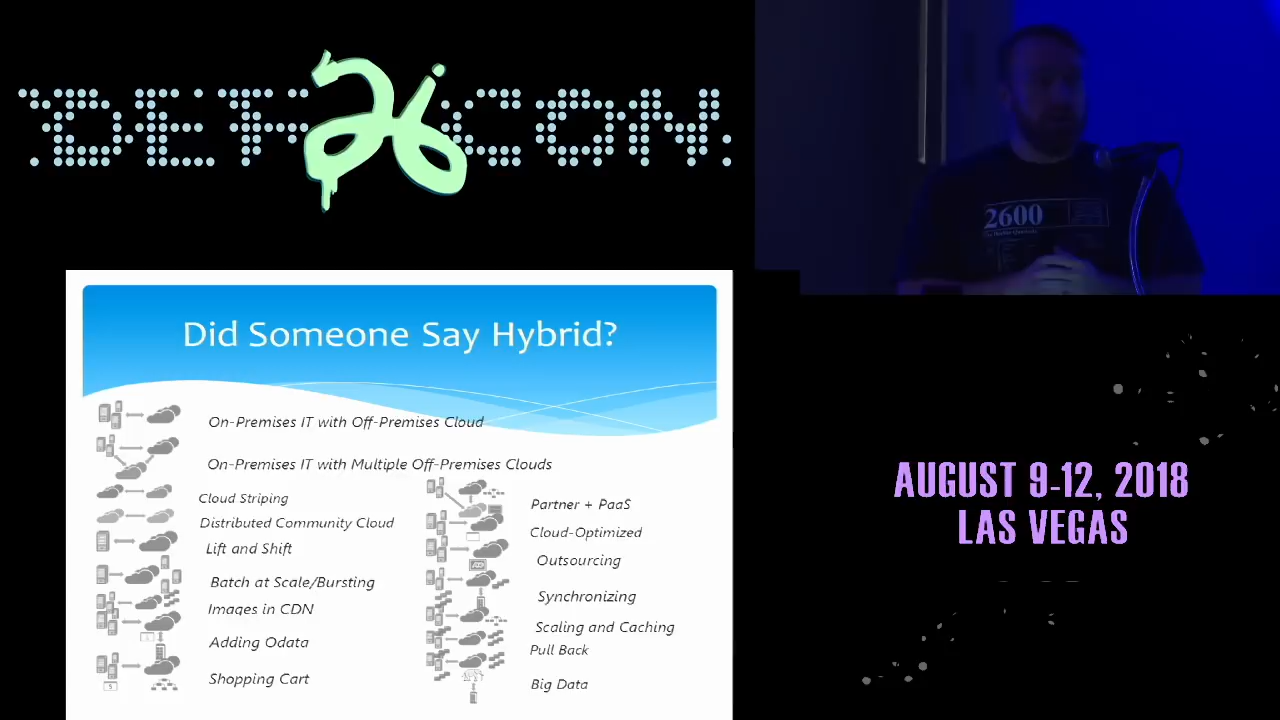 DEF 26 CON
2600
Did Someone Say Hybrid?
On-Premises IT with Off-Premises Cloud
On-Premises IT with Multiple Off-Premises Clouds
Cloud Striping
Distributed Community Cloud
Lift and Shift
Batch at Scale/Bursting
Images in CDN
Adding Odata
Shopping Cart
Partner + PaaS
Cloud-Optimized
Outsourcing
Synchronizing
Scaling and Caching
Pull Back
Big Data
AUGUST 9-12, 2018
LAS VEGAS